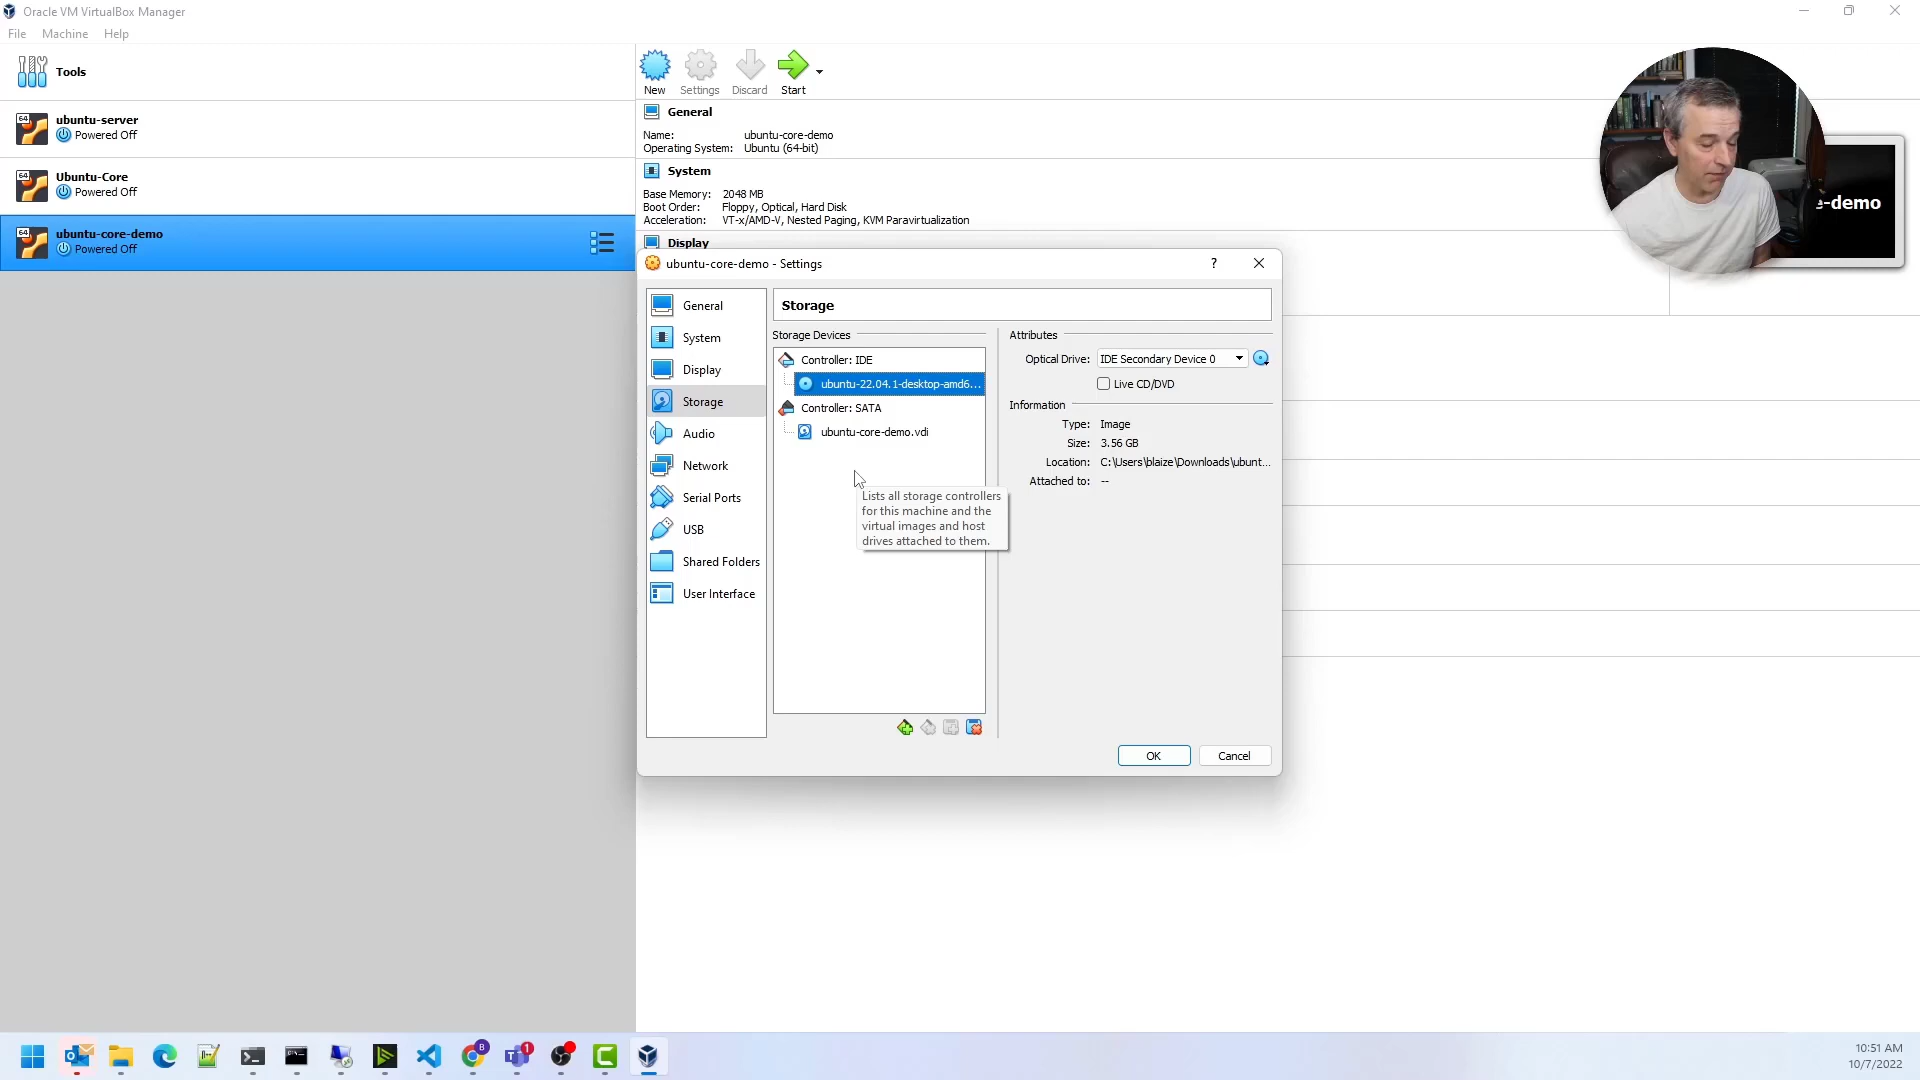 Oracle VM VirtualBox Manager
File Machine Help
Tools
64
ubuntu-server
Powered Off
64
Ubuntu-Core
Powered Off
64
ubuntu-core-demo
Powered Off
New Settings Discard Start
General
Name: ubuntu-core-demo
Operating System: Ubuntu (64-bit)
System
Base Memory: 2048 MB
Boot Order: Floppy, Optical, Hard Disk
Acceleration: VT-x/AMD-V, Nested Paging, KVM Paravirtualization
Display
e-demo
ubuntu-core-demo - Settings
?
General
System
Display
Storage
Audio
Network
Serial Ports
USB
Shared Folders
User Interface
Storage
Storage Devices
Controller: IDE
ubuntu-22.04.1-desktop-amd6...
Controller: SATA
ubuntu-core-demo.vdi
Lists all storage controllers
for this machine and the
virtual images and host
drives attached to them.
Attributes
Optical Drive: IDE Secondary Device 0
Live CD/DVD
Information
Type: Image
Size: 3.56 GB
Location: C:\Users\blaize\Downloads\ubunt...
Attached to: --
OK Cancel
B
1
10:51 AM
10/7/2022